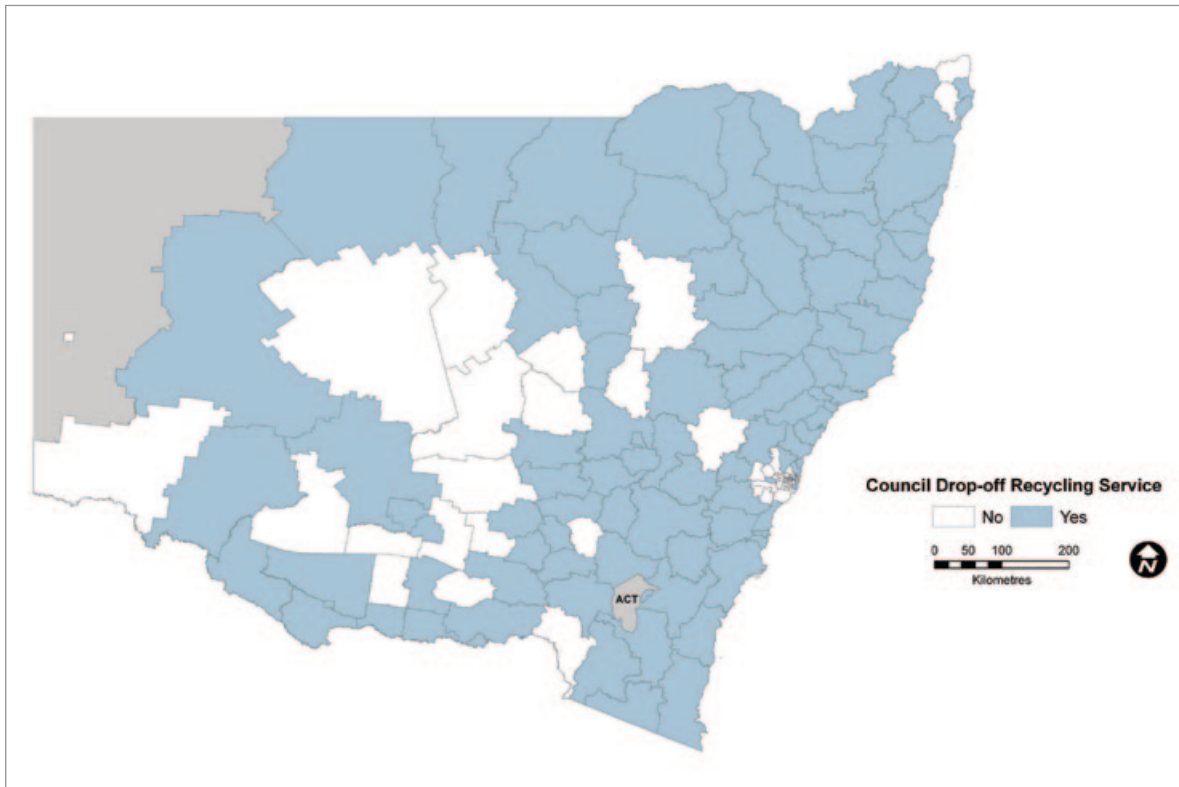 Council Drop-off Recycling Service
No Yes
0 50 100 200
Kilometres
N
ACT